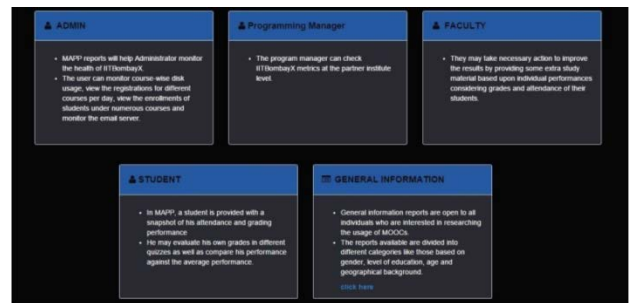 ADMIN
MAPP reports will help Administrator monitor
the health of IITBombayX
The user can monitor course-wise disk
usage, view the registrations for different
courses per day, view the enrollments of
students under numerous courses and
monitor the email server.
Programming Manager
The program manager can check
IITBombayX metrics at the partner institute
level.
FACULTY
They may take necessary action to improve
the results by providing some extra study
material based upon individual performances
considering grades and attendance of their
students.
STUDENT
In MAPP, a student is provided with a
snapshot of his attendance and grading
performance
He may evaluate his own grades in different
quizzes as well as compare his performance
against the average performance.
GENERAL INFORMATION
General information reports are open to all
individuals who are interested in researching
the usage of MOOCs.
The reports available are divided into
different categories like those based on
gender, level of education, age and
geographical background.
click here